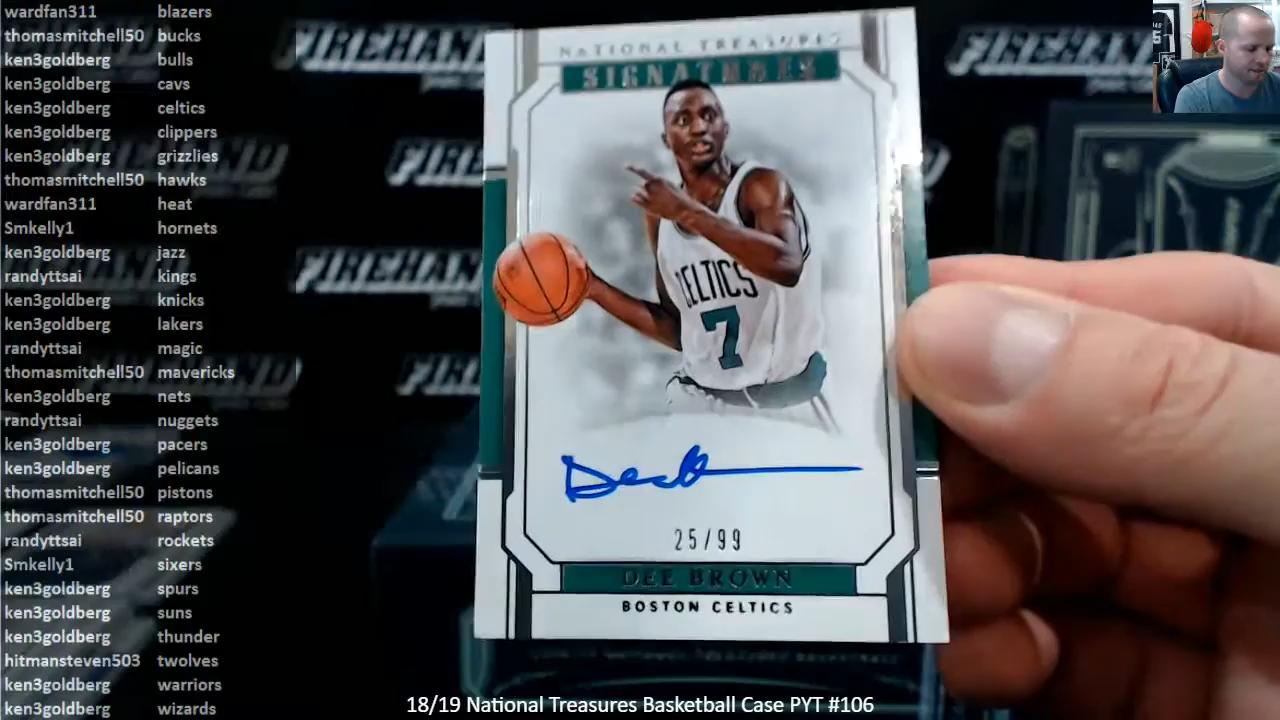 wardfan311 blazers
thomasmitchell50 bucks
ken3goldberg bulls
ken3goldberg cavs
ken3goldberg celtics
ken3goldberg clippers
ken3goldberg grizzlies
thomasmitchell50 hawks
wardfan311 heat
Smkelly1 hornets
ken3goldberg jazz
randyttsai kings
ken3goldberg knicks
ken3goldberg lakers
randyttsai magic
thomasmitchell50 mavericks
ken3goldberg nets
randyttsai nuggets
ken3goldberg pacers
ken3goldberg pelicans
thomasmitchell50 pistons
thomasmitchell50 raptors
randyttsai rockets
Smkelly1 sixers
ken3goldberg spurs
ken3goldberg suns
ken3goldberg thunder
hitmansteven503 twolves
ken3goldberg warriors
ken3goldberg wizards
NATIONAL TREASURES
SIGNATURES
CELTICS
7
25/99
DEE BROWN
BOSTON CELTICS
FIREHAND
FIREHAND
18/19 National Treasures Basketball Case PYT #106